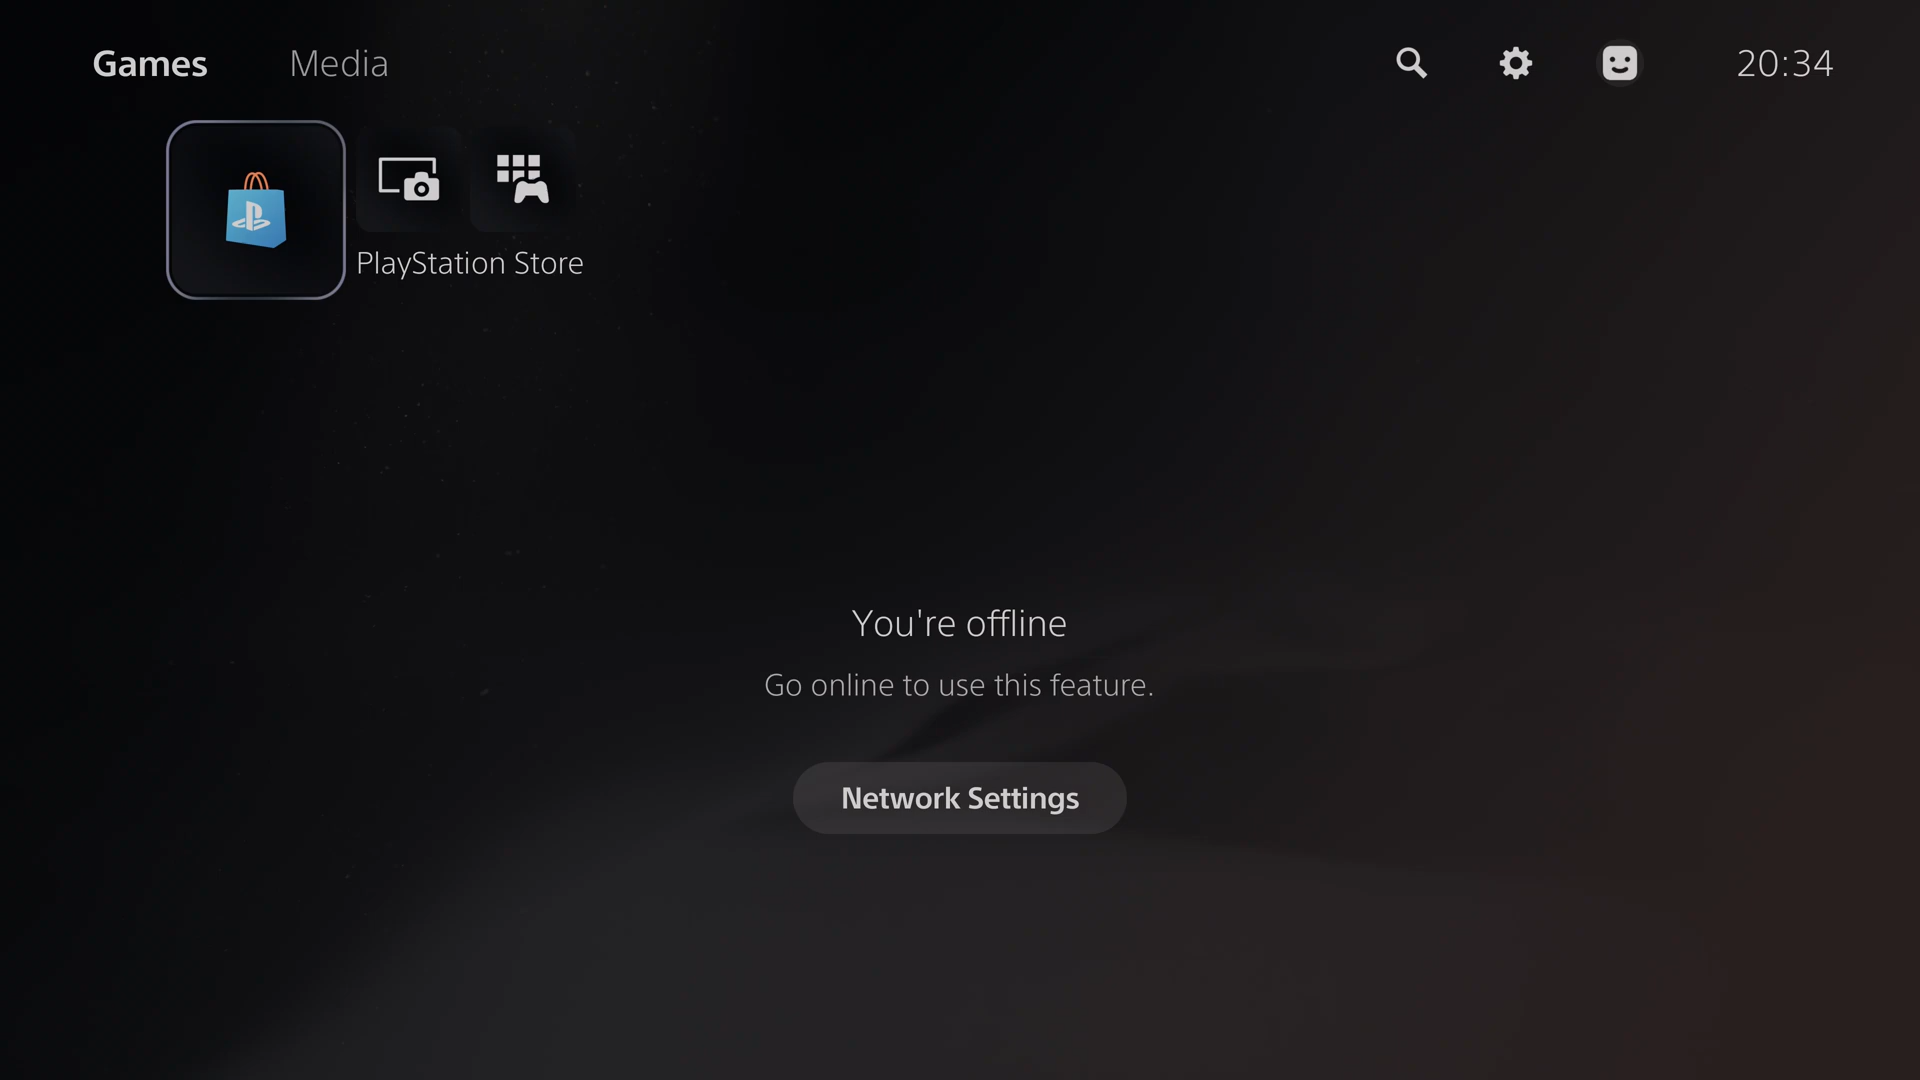 Games Media 20:34
PlayStation Store
You're offline
Go online to use this feature.
Network Settings